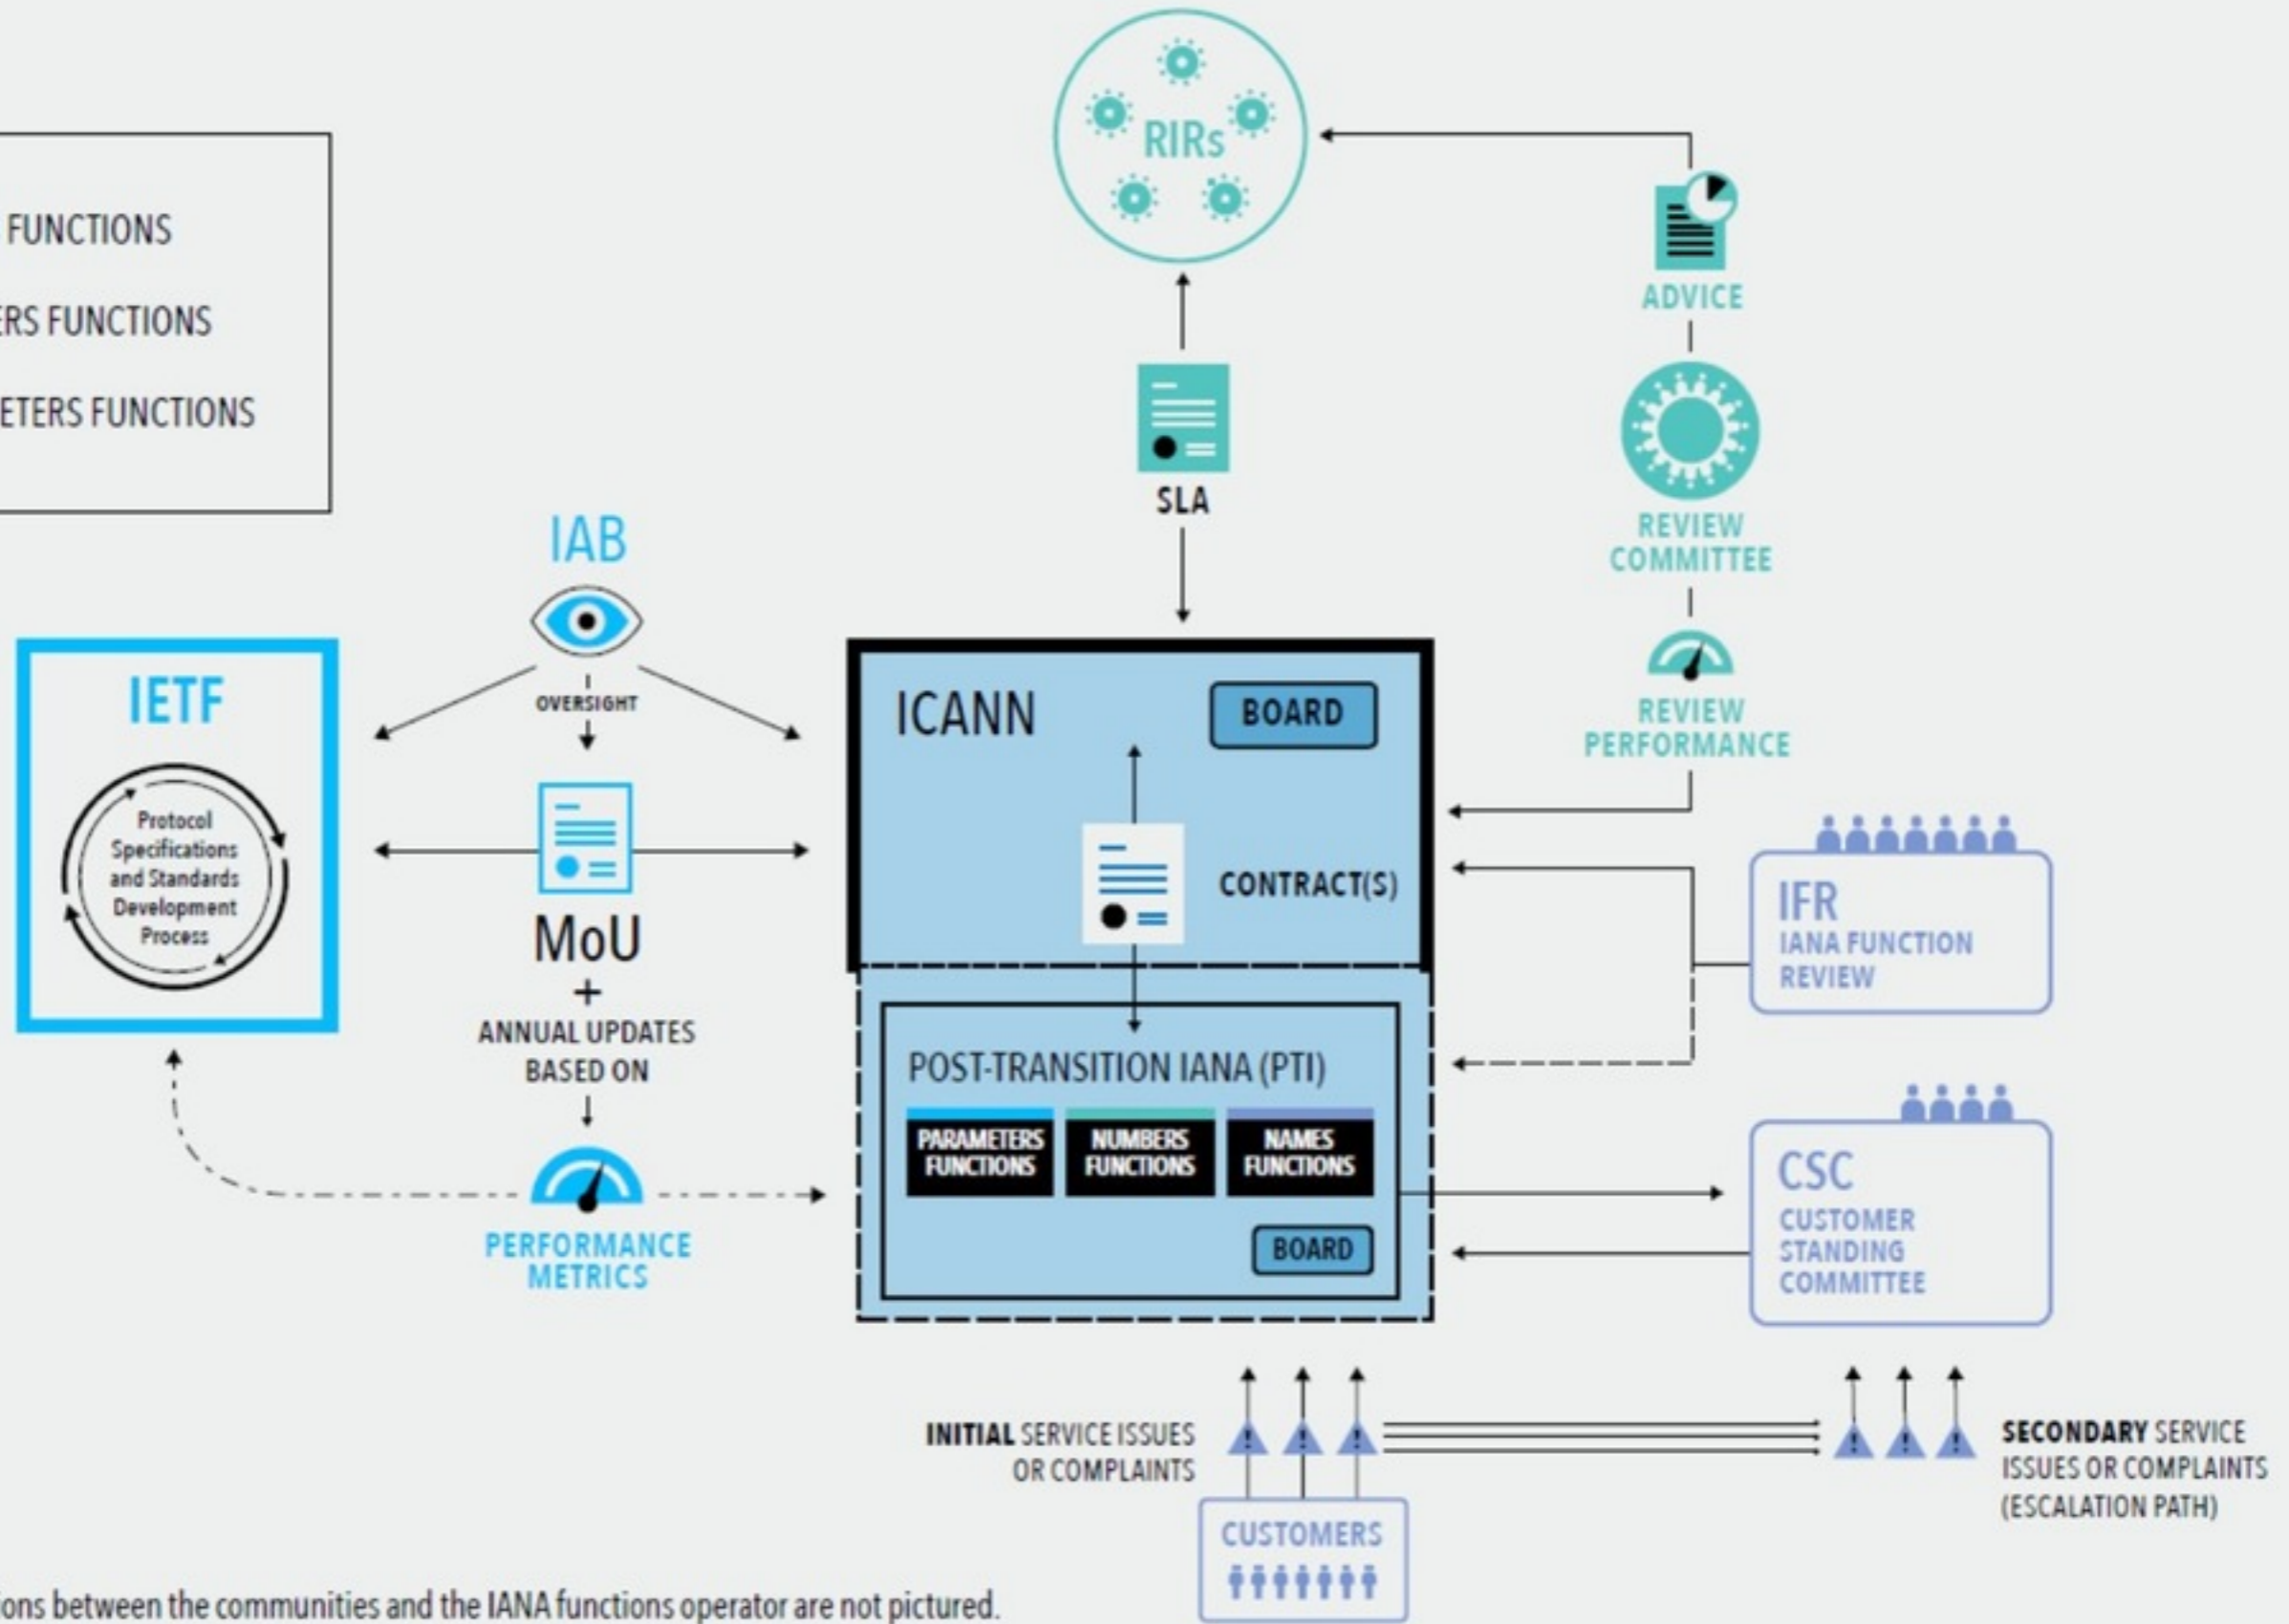 RIRs
FUNCTIONS
FUNCTIONS
FUNCTIONS
ADVICE
SLA
REVIEW
COMMITTEE
IAB
OVERSIGHT
REVIEW
PERFORMANCE
IETF
Protocol
Specifications
and Standards
Development
Process
MoU
+
ANNUAL UPDATES
BASED ON
PERFORMANCE
METRICS
ICANN
BOARD
CONTRACT(S)
POST-TRANSITION IANA (PTI)
PARAMETERS
FUNCTIONS
NUMBERS
FUNCTIONS
NAMES
FUNCTIONS
BOARD
IFR
IANA FUNCTION
REVIEW
CSC
CUSTOMER
STANDING
COMMITTEE
INITIAL SERVICE ISSUES
OR COMPLAINTS
SECONDARY SERVICE
ISSUES OR COMPLAINTS
(ESCALATION PATH)
CUSTOMERS
between the communities and the IANA functions operator are not pictured.